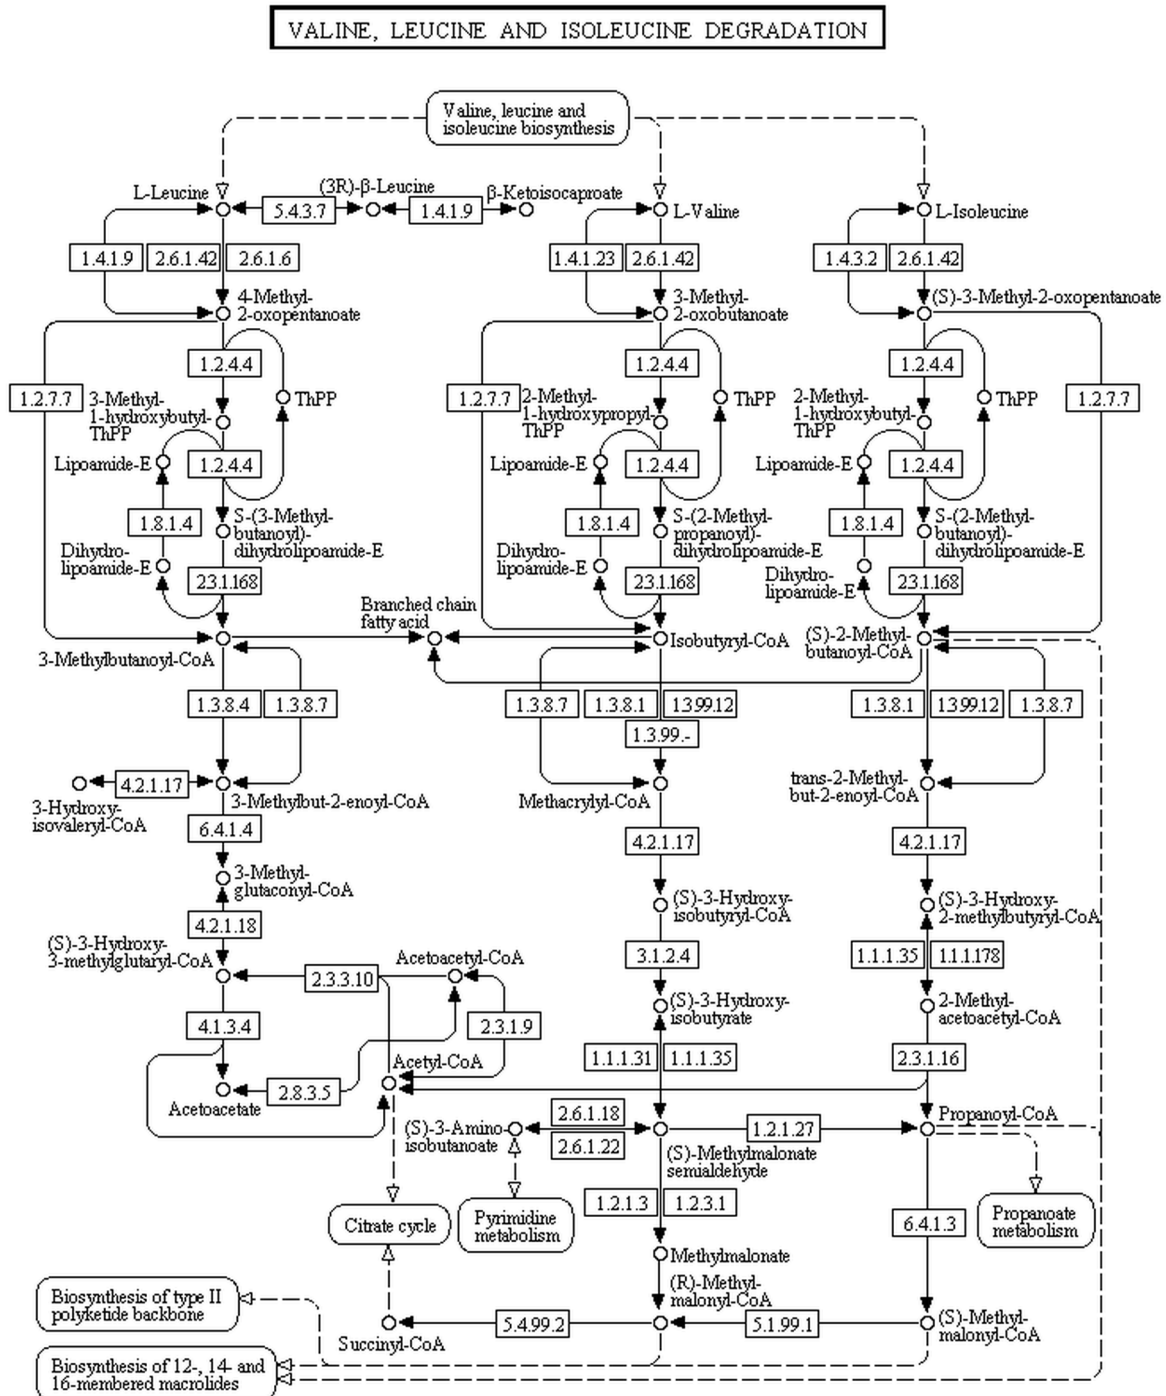 VALINE, LEUCINE AND ISOLEUCINE DEGRADATION
Valine, leucine and
isoleucine biosynthesis
L-Leucine
(3R)-β-Leucine
β-Ketoisocaproate
L-Valine
L-Isoleucine
5.4.3.7
1.4.1.9
1.4.1.9
2.6.1.42
2.6.1.6
1.4.1.23
2.6.1.42
1.4.3.2
2.6.1.42
4-Methyl-
2-oxopentanoate
3-Methyl-
2-oxobutanoate
(S)-3-Methyl-2-oxopentanoate
1.2.4.4
1.2.4.4
1.2.4.4
1.2.7.7
3-Methyl-
1-hydroxybutyl-
ThPP
ThPP
1.2.7.7
2-Methyl-
1-hydroxypropyl-
ThPP
ThPP
2-Methyl-
1-hydroxybutyl-
ThPP
ThPP
1.2.7.7
Lipoamide-E
1.2.4.4
Lipoamide-E
1.2.4.4
Lipoamide-E
1.2.4.4
1.8.1.4
S-(3-Methyl-
butanoyl)-
dihydrolipoamide-E
1.8.1.4
S-(2-Methyl-
propanoyl)-
dihydrolipoamide-E
1.8.1.4
S-(2-Methyl-
butanoyl)-
dihydrolipoamide-E
Dihydro-
lipoamide-E
2.3.1.168
Dihydro-
lipoamide-E
2.3.1.168
Dihydro-
lipoamide-E
2.3.1.168
Branched chain
fatty acid
3-Methylbutanoyl-CoA
Isobutyryl-CoA
(S)-2-Methyl-
butanoyl-CoA
1.3.8.4
1.3.8.7
1.3.8.7
1.3.8.1
1.3.99.12
1.3.99.-
1.3.8.1
1.3.99.12
1.3.8.7
4.2.1.17
3-Hydroxy-
isovaleryl-CoA
3-Methylbut-2-enoyl-CoA
Methacrylyl-CoA
trans-2-Methyl-
but-2-enoyl-CoA
6.4.1.4
4.2.1.17
4.2.1.17
3-Methyl-
glutaconyl-CoA
(S)-3-Hydroxy-
isobutyryl-CoA
(S)-3-Hydroxy-
2-methylbutyryl-CoA
4.2.1.18
(S)-3-Hydroxy-
3-methylglutaryl-CoA
Acetoacetyl-CoA
3.1.2.4
1.1.1.35
1.1.1.178
2.3.3.10
(S)-3-Hydroxy-
isobutyrate
2-Methyl-
acetoacetyl-CoA
4.1.3.4
2.3.1.9
1.1.1.31
1.1.1.35
2.3.1.16
Acetyl-CoA
Acetoacetate
2.8.3.5
(S)-3-Amino-
isobutanoate
2.6.1.18
2.6.1.22
1.2.1.27
Propanoyl-CoA
(S)-Methylmalonate
semialdehyde
Citrate cycle
Pyrimidine
metabolism
1.2.1.3
1.2.3.1
6.4.1.3
Propanoate
metabolism
Methylmalonate
(R)-Methyl-
malonyl-CoA
Biosynthesis of type II
polyketide backbone
Succinyl-CoA
5.4.99.2
5.1.99.1
(S)-Methyl-
malonyl-CoA
Biosynthesis of 12-, 14- and
16-membered macrolides